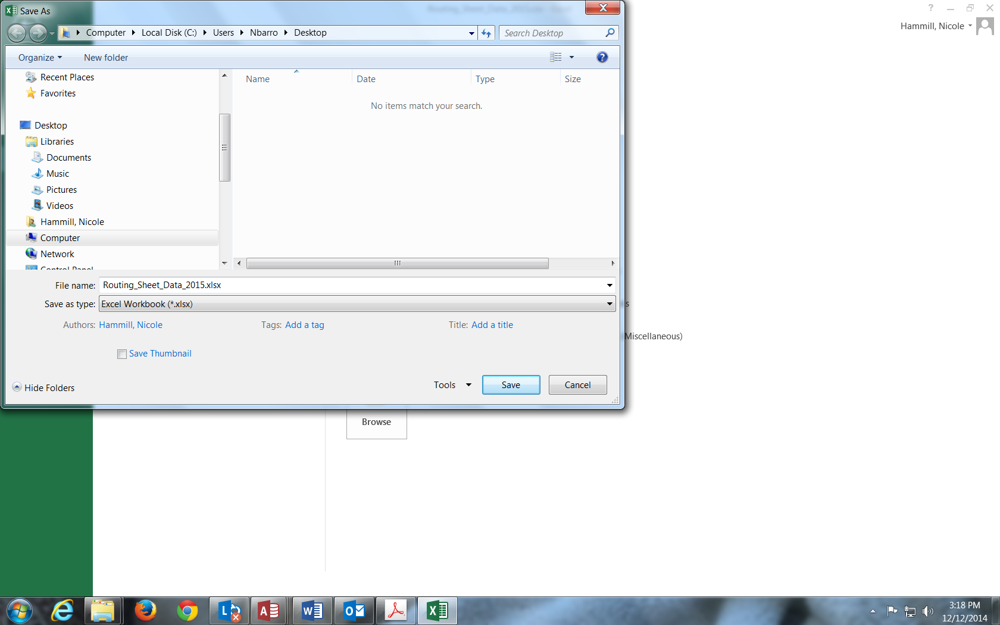 Save As
Hammill, Nicole
Computer Local Disk (C:) Users Nbarro Desktop
Search Desktop
Organize
New folder
Recent Places
Favorites
Desktop
Libraries
Documents
Music
Pictures
Videos
Hammill, Nicole
Computer
Network
Control Panel
Name Date Type Size
No items match your search.
File name: Routing_Sheet_Data_2015.xlsx
Save as type: Excel Workbook (*.xlsx)
s
Authors: Hammill, Nicole Tags: Add a tag Title: Add a title
Miscellaneous)
Save Thumbnail
Hide Folders
Tools Save Cancel
Browse
3:18 PM
12/12/2014